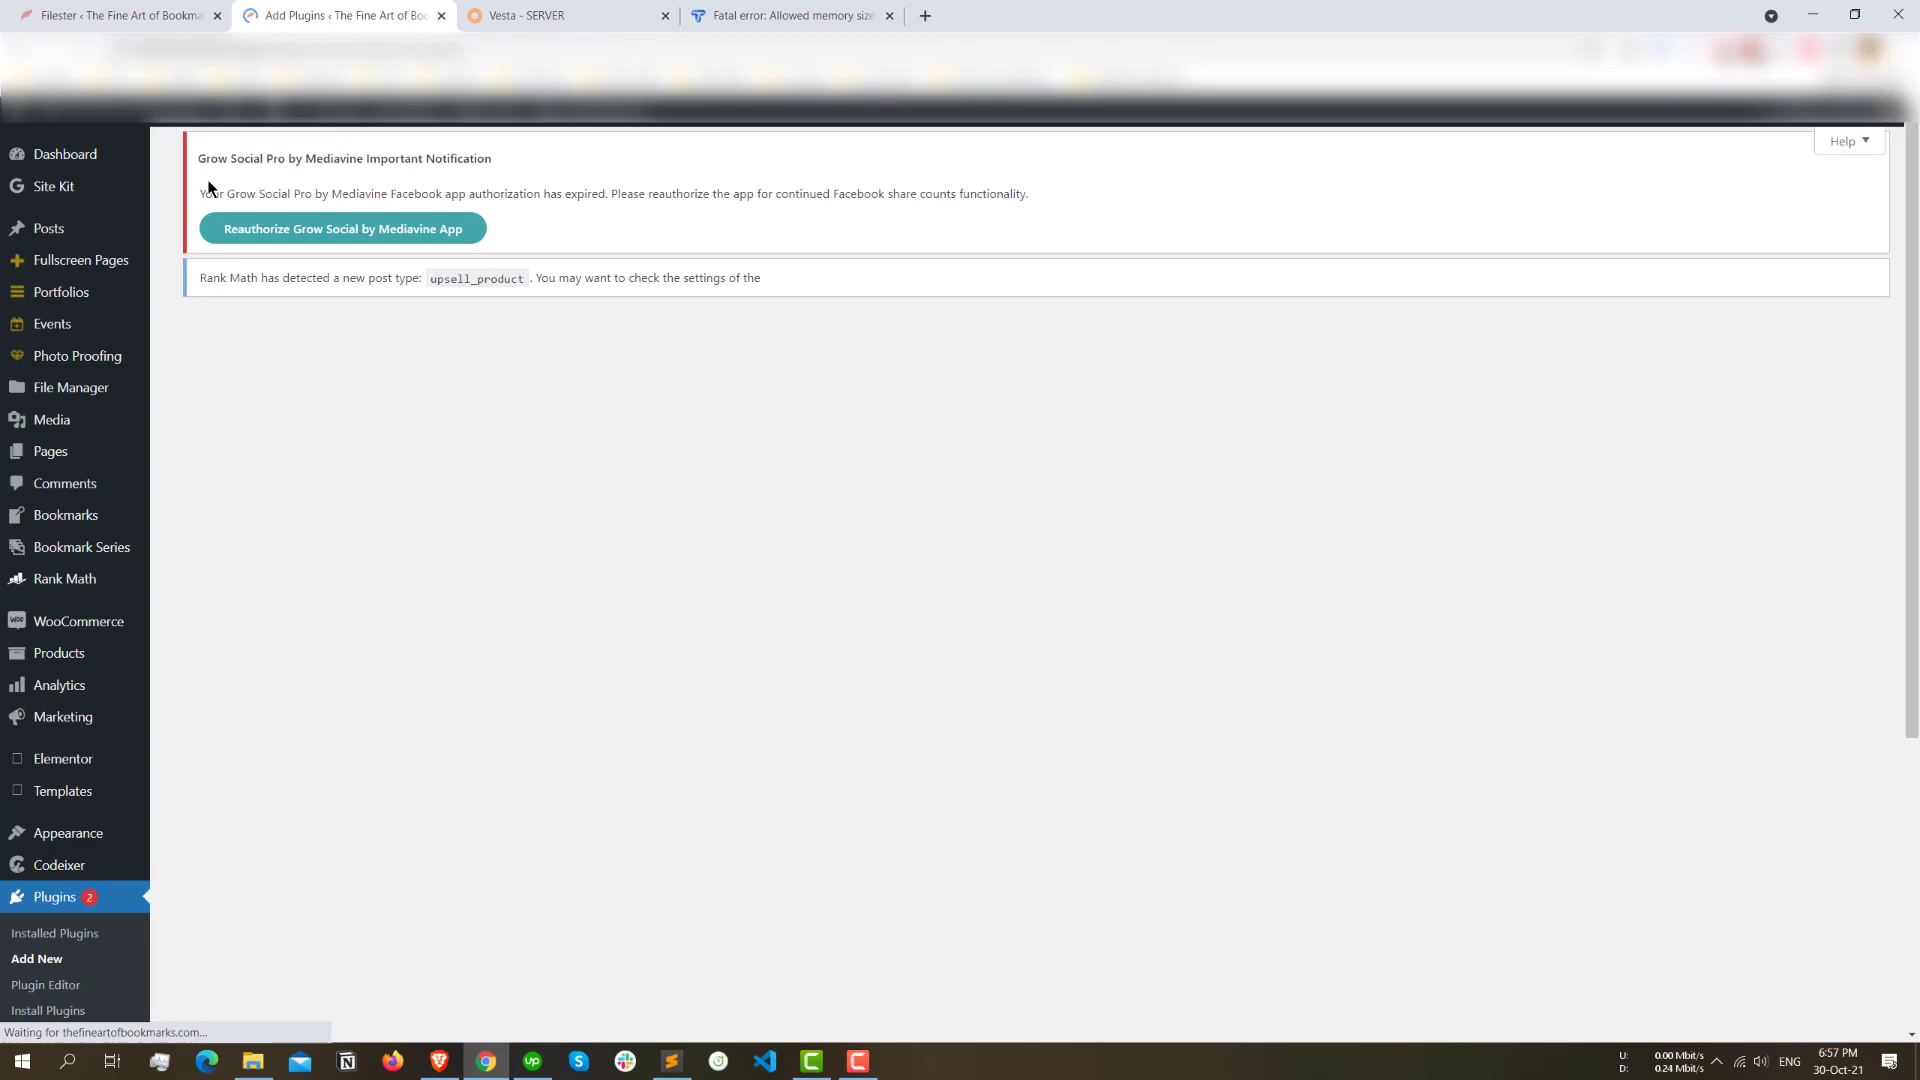 Filester ‹ The Fine Art of Bookma
Add Plugins ‹ The Fine Art of Boo
Vesta - SERVER
Fatal error: Allowed memory size
Help
Grow Social Pro by Mediavine Important Notification
Your Grow Social Pro by Mediavine Facebook app authorization has expired. Please reauthorize the app for continued Facebook share counts functionality.
Reauthorize Grow Social by Mediavine App
Rank Math has detected a new post type: upsell_product . You may want to check the settings of the
Dashboard
Site Kit
Posts
Fullscreen Pages
Portfolios
Events
Photo Proofing
File Manager
Media
Pages
Comments
Bookmarks
Bookmark Series
Rank Math
WooCommerce
Products
Analytics
Marketing
Elementor
Templates
Appearance
Codeixer
Plugins 2
Installed Plugins
Add New
Plugin Editor
Install Plugins
Waiting for thefineartofbookmarks.com...
U: 0.00 Mbit/s
D: 0.24 Mbit/s
ENG
6:57 PM
30-Oct-21